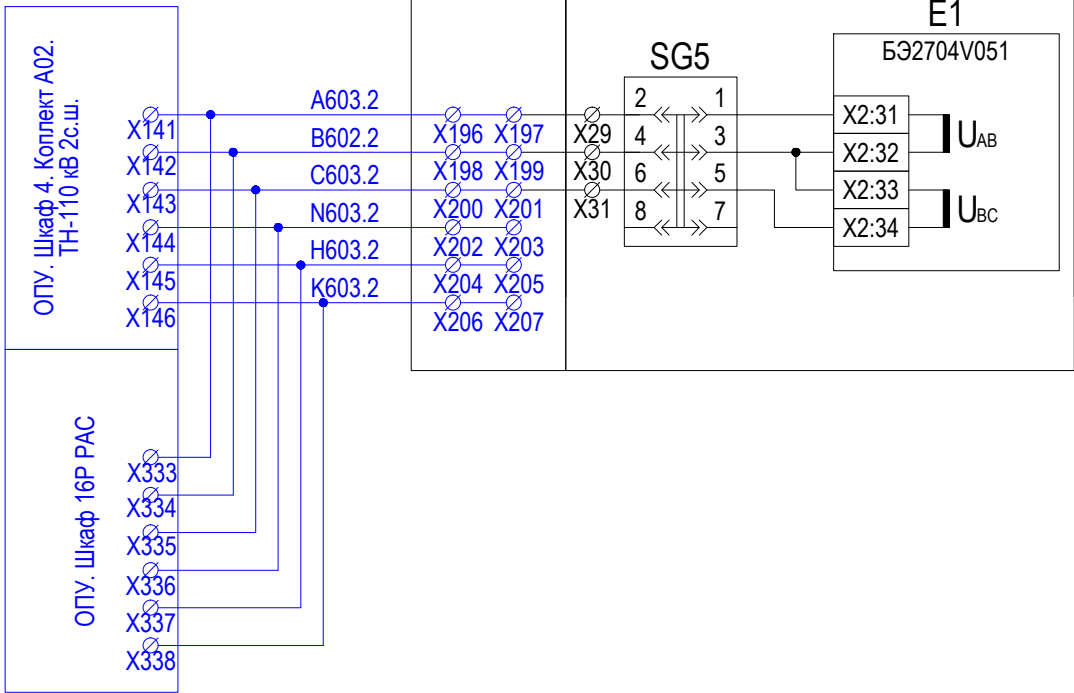 ОПУ. Шкаф 4. Коплект А02.
ТН-110 кВ 2с.ш.
X141
X142
X143
X144
X145
X146
A603.2
B602.2
C603.2
N603.2
H603.2
K603.2
X196 X197
X198 X199
X200 X201
X202 X203
X204 X205
X206 X207
X29
X30
X31
SG5
2 1
4 3
6 5
8 7
E1
БЭ2704V051
X2:31
X2:32
X2:33
X2:34
UAB
UBC
ОПУ. Шкаф 16Р РАС
X333
X334
X335
X336
X337
X338